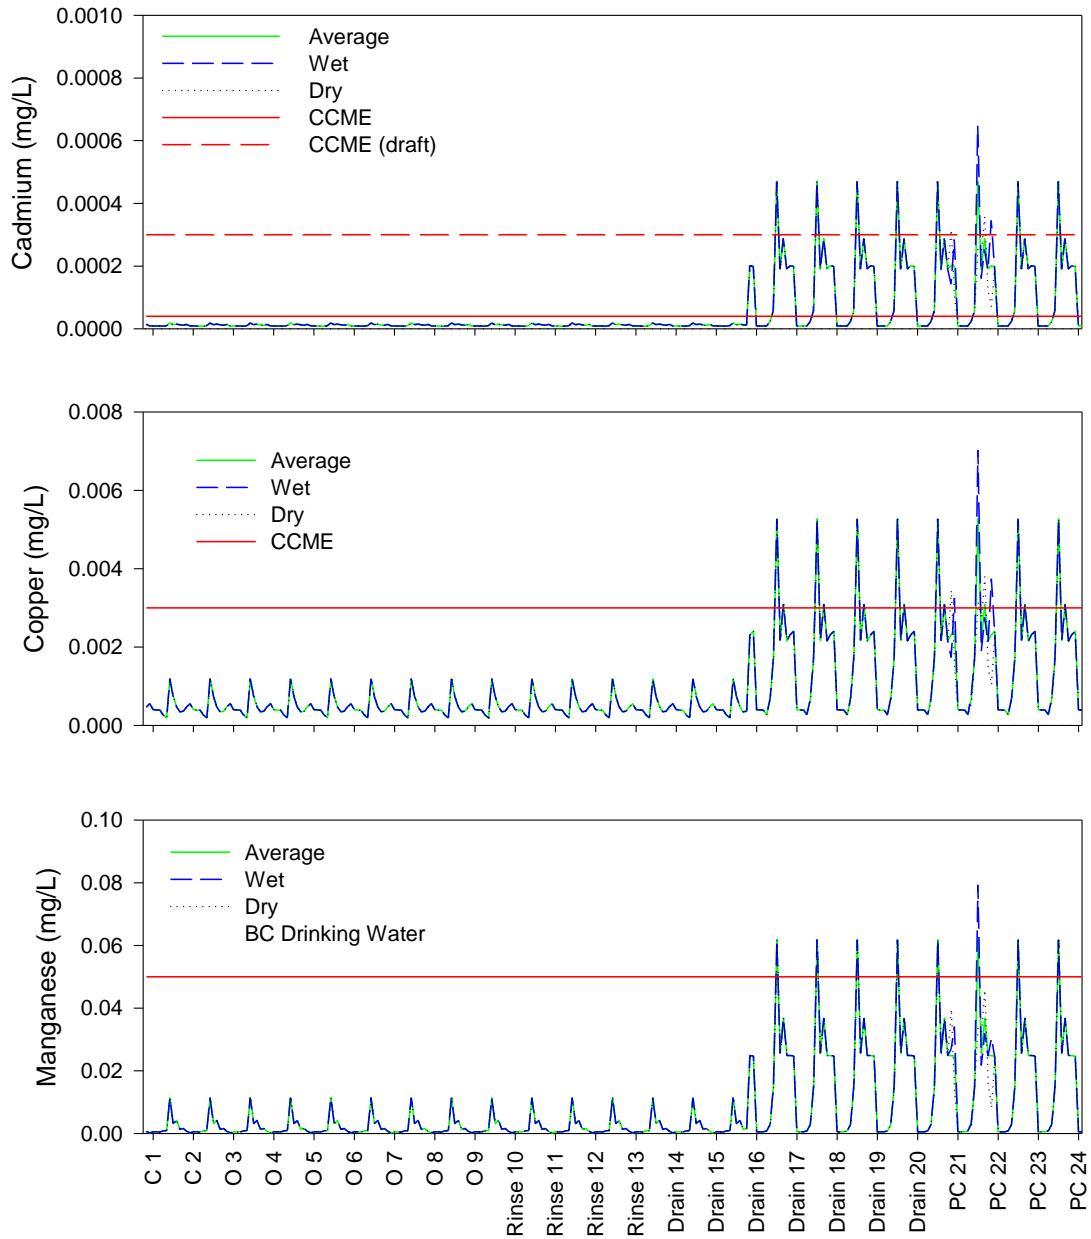 Cadmium (mg/L)
0.0010
0.0008
0.0006
0.0004
0.0002
0.0000
Average
Wet
Dry
CCME
CCME (draft)
Copper (mg/L)
0.008
0.006
0.004
0.002
0.000
Average
Wet
Dry
CCME
Manganese (mg/L)
0.10
0.08
0.06
0.04
0.02
0.00
Average
Wet
Dry
BC Drinking Water
C 1
C 2
O 3
O 4
O 5
O 6
O 7
O 8
O 9
Rinse 10
Rinse 11
Rinse 12
Rinse 13
Drain 14
Drain 15
Drain 16
Drain 17
Drain 18
Drain 19
Drain 20
PC 21
PC 22
PC 23
PC 24